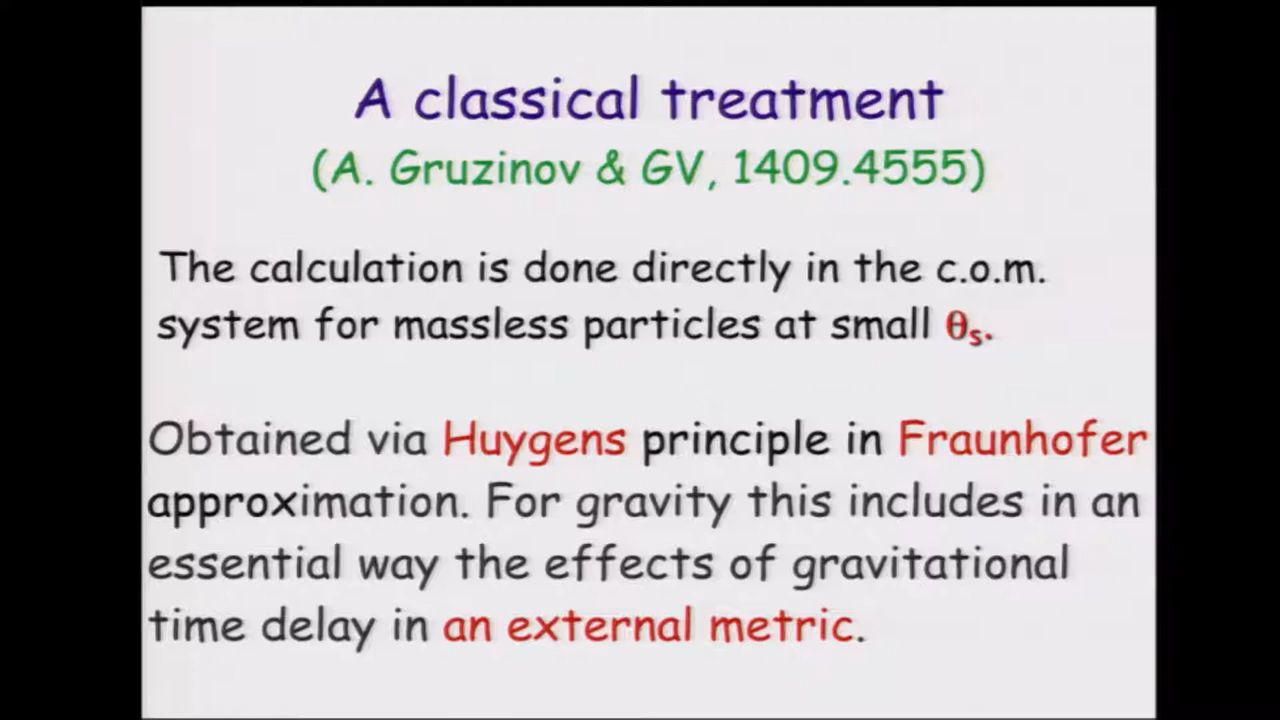 A classical treatment
(A. Gruzinov & GV, 1409.4555)
The calculation is done directly in the c.o.m.
system for massless particles at small θs.
Obtained via Huygens principle in Fraunhofer
approximation. For gravity this includes in an
essential way the effects of gravitational
time delay in an external metric.